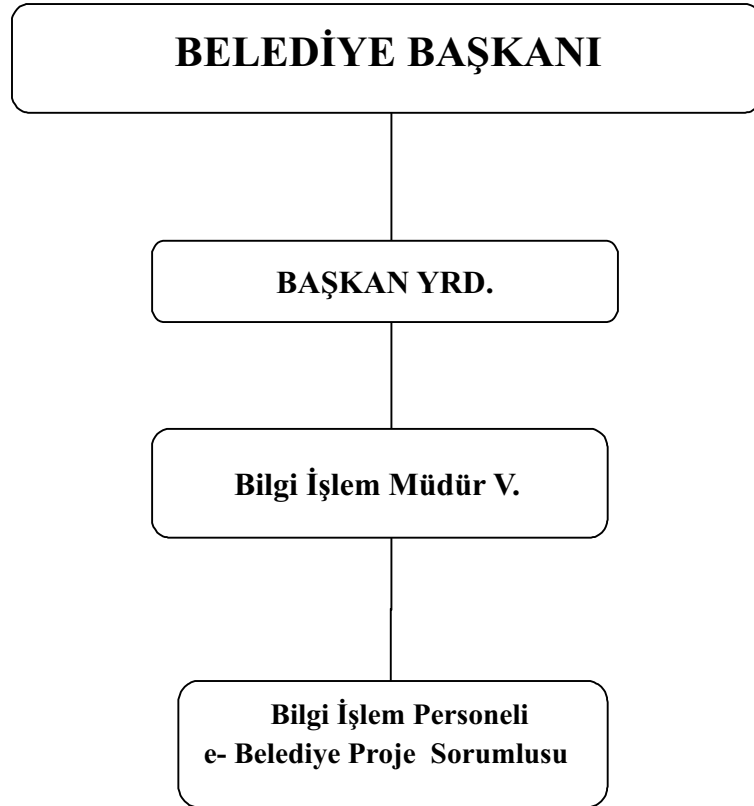 BELEDİYE BAŞKANI
BAŞKAN YRD.
Bilgi İşlem Müdür V.
Bilgi İşlem Personeli
e- Belediye Proje Sorumlusu